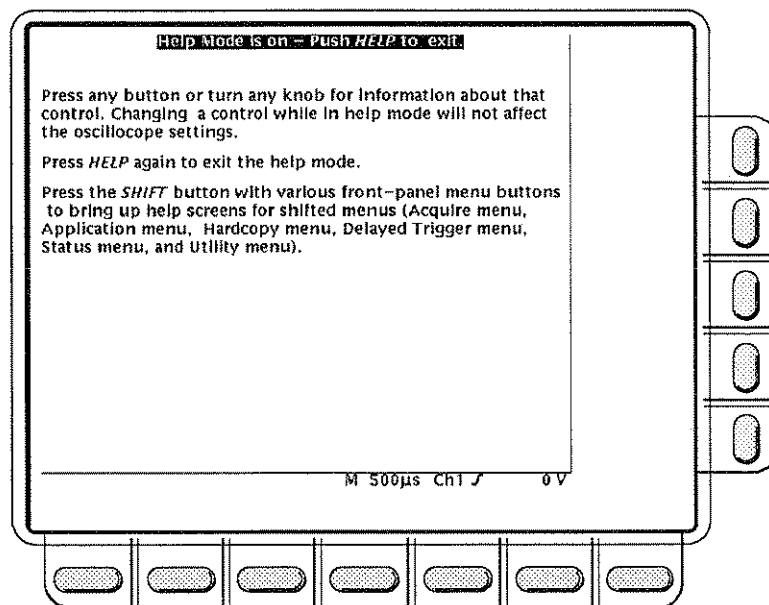 Help Mode is on – Push HELP to exit.
Press any button or turn any knob for information about that
control. Changing a control while in help mode will not affect
the oscillocope settings.
Press HELP again to exit the help mode.
Press the SHIFT button with various front–panel menu buttons
to bring up help screens for shifted menus (Acquire menu,
Application menu, Hardcopy menu, Delayed Trigger menu,
Status menu, and Utility menu).
M 500µs Ch1 ∫ 0 V